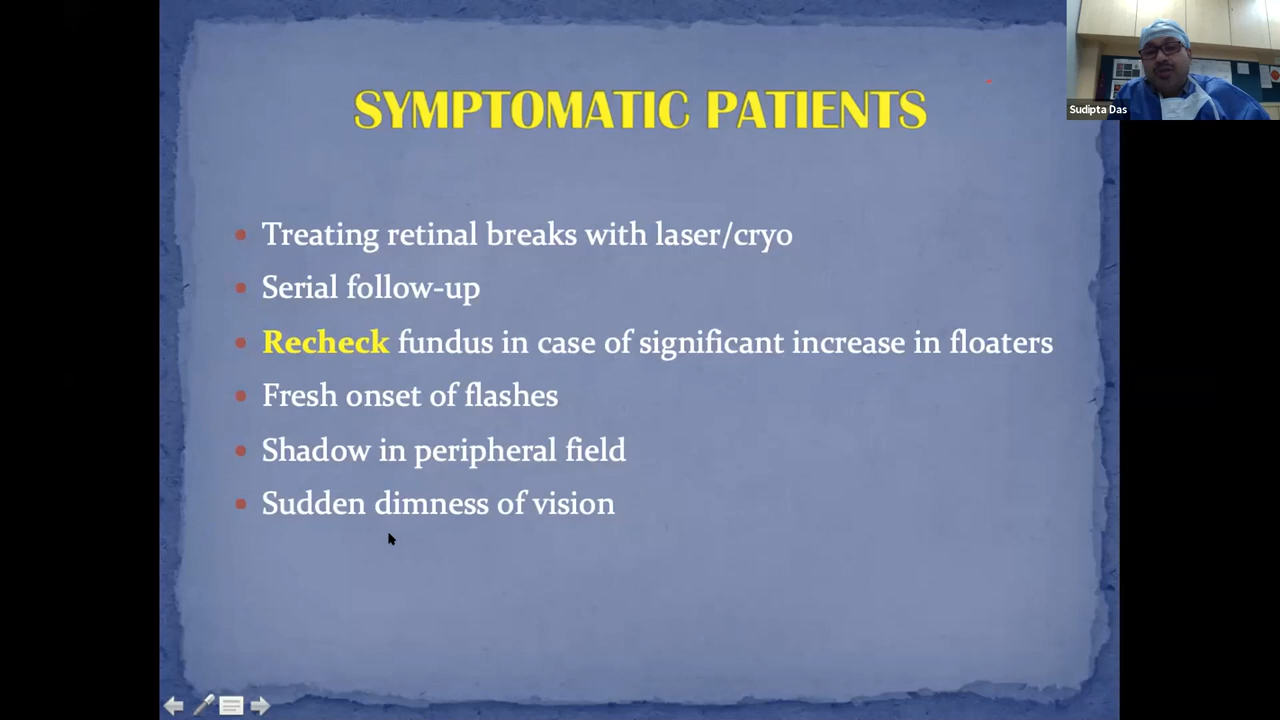 SYMPTOMATIC PATIENTS
Sudipta Das
• Treating retinal breaks with laser/cryo
• Serial follow-up
• Recheck fundus in case of significant increase in floaters
• Fresh onset of flashes
• Shadow in peripheral field
• Sudden dimness of vision